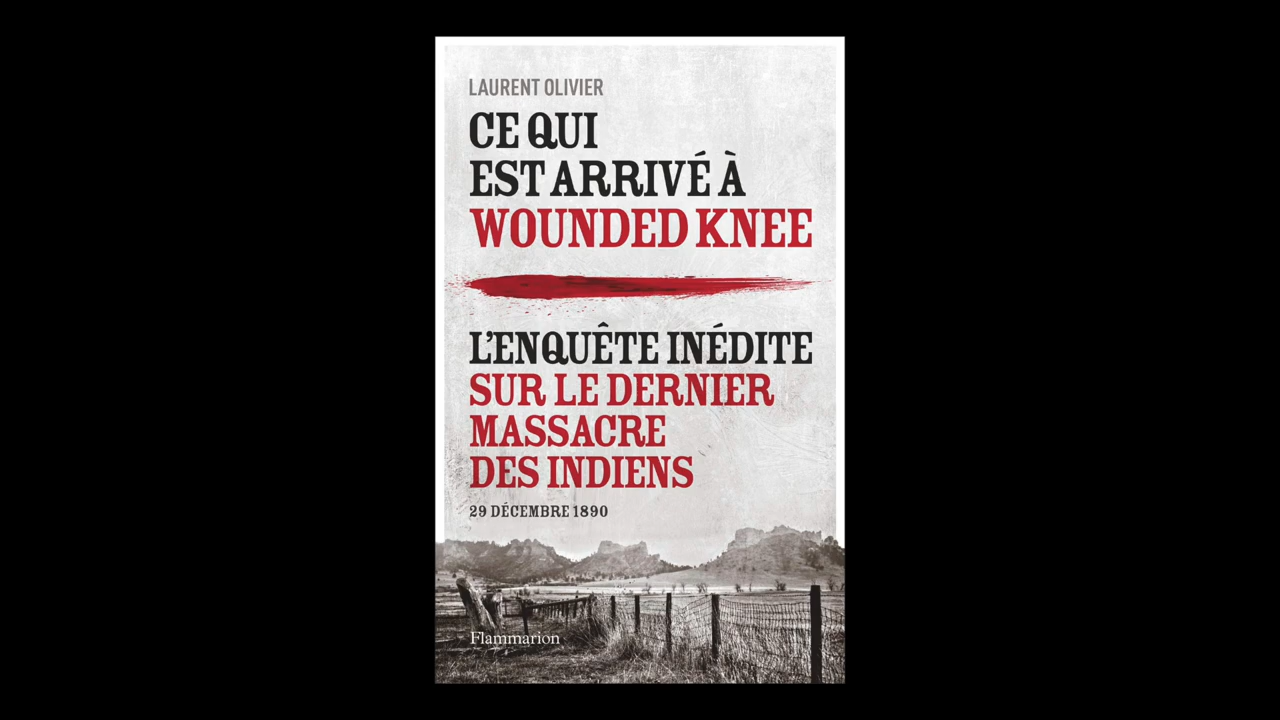 LAURENT OLIVIER
CE QUI
EST ARRIVÉ À
WOUNDED KNEE
L'ENQUÊTE INÉDITE
SUR LE DERNIER
MASSACRE
DES INDIENS
29 DÉCEMBRE 1890
Flammarion